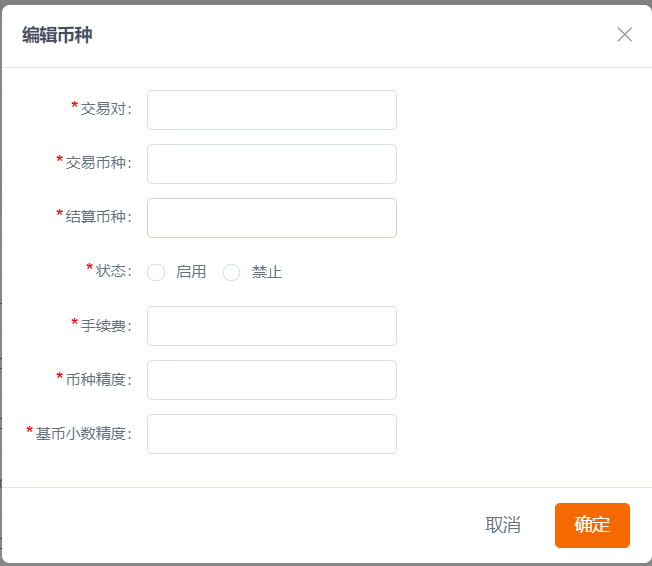 编辑币种
*交易对:
*交易币种:
*结算币种:
*状态: 启用 禁止
*手续费:
*币种精度:
*基币小数精度:
取消 确定